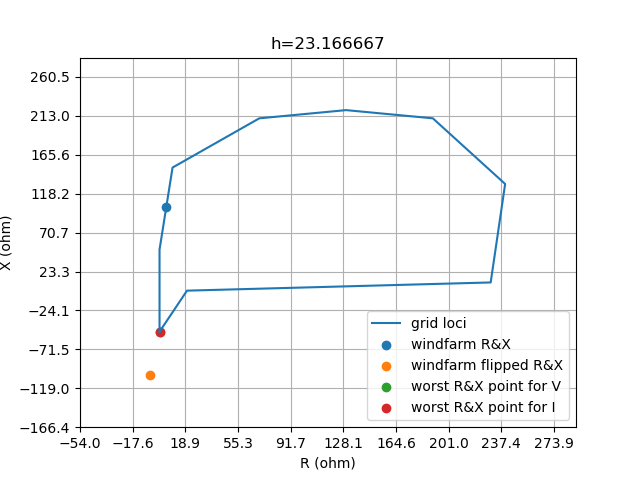 h=23.166667
X (ohm)
260.5
213.0
165.6
118.2
70.7
23.3
−24.1
−71.5
−119.0
−166.4
grid loci
windfarm R&X
windfarm flipped R&X
worst R&X point for V
worst R&X point for I
−54.0 −17.6 18.9 55.3 91.7 128.1 164.6 201.0 237.4 273.9
R (ohm)